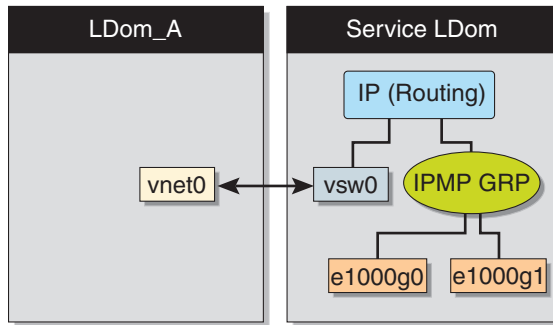 LDom_A
Service LDom
IP (Routing)
vnet0
vsw0
IPMP GRP
e1000g0
e1000g1